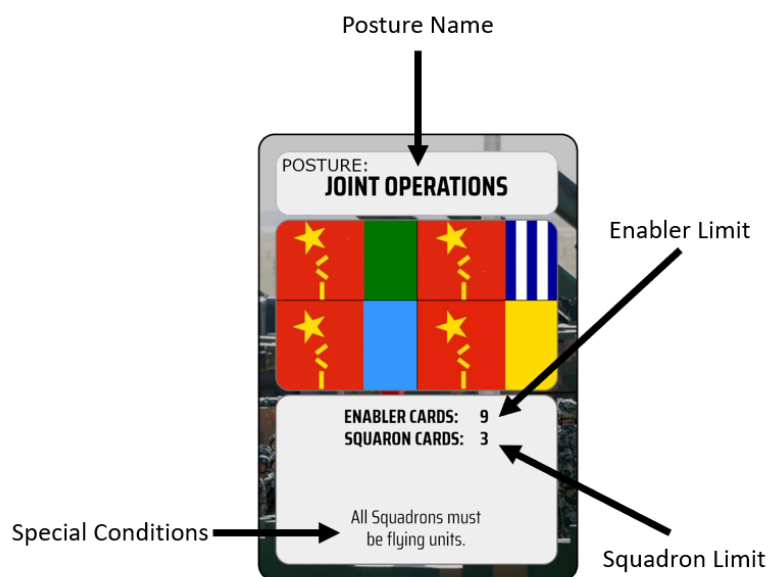 Posture Name
POSTURE:
JOINT OPERATIONS
Enabler Limit
ENABLER CARDS: 9
SQUARON CARDS: 3
All Squadrons must
be flying units.
Special Conditions
Squadron Limit